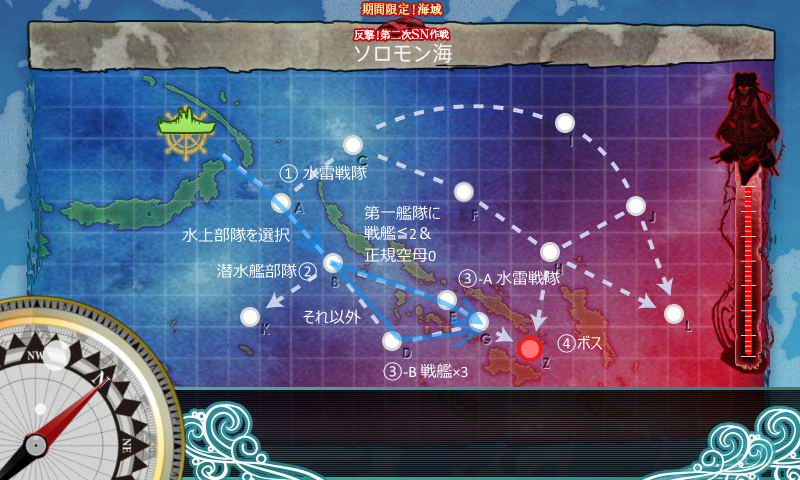 期間限定！海域
反撃！第二次SN作戦
ソロモン海
I
C
① 水雷戦隊
F
A
J
第一艦隊に
水上部隊を選択
戦艦≦2＆
正規空母0
H
潜水艦部隊②
B
③-A 水雷戦隊
E
K
それ以外
G
L
D
④ボス
Z
③-B 戦艦×3
NW
N
NE